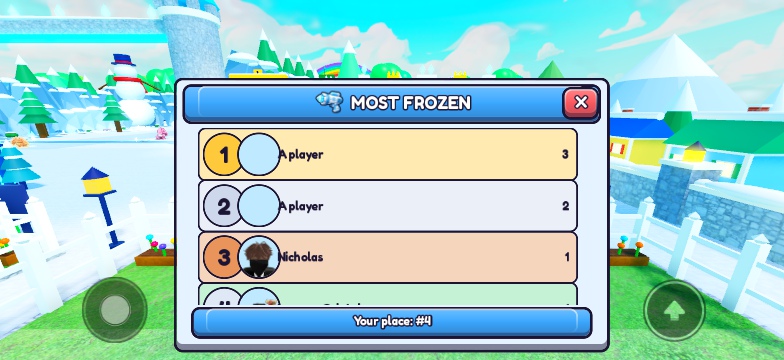 MOST FROZEN
1 A player 3
2 A player 2
3 Nicholas 1
Your place: #4